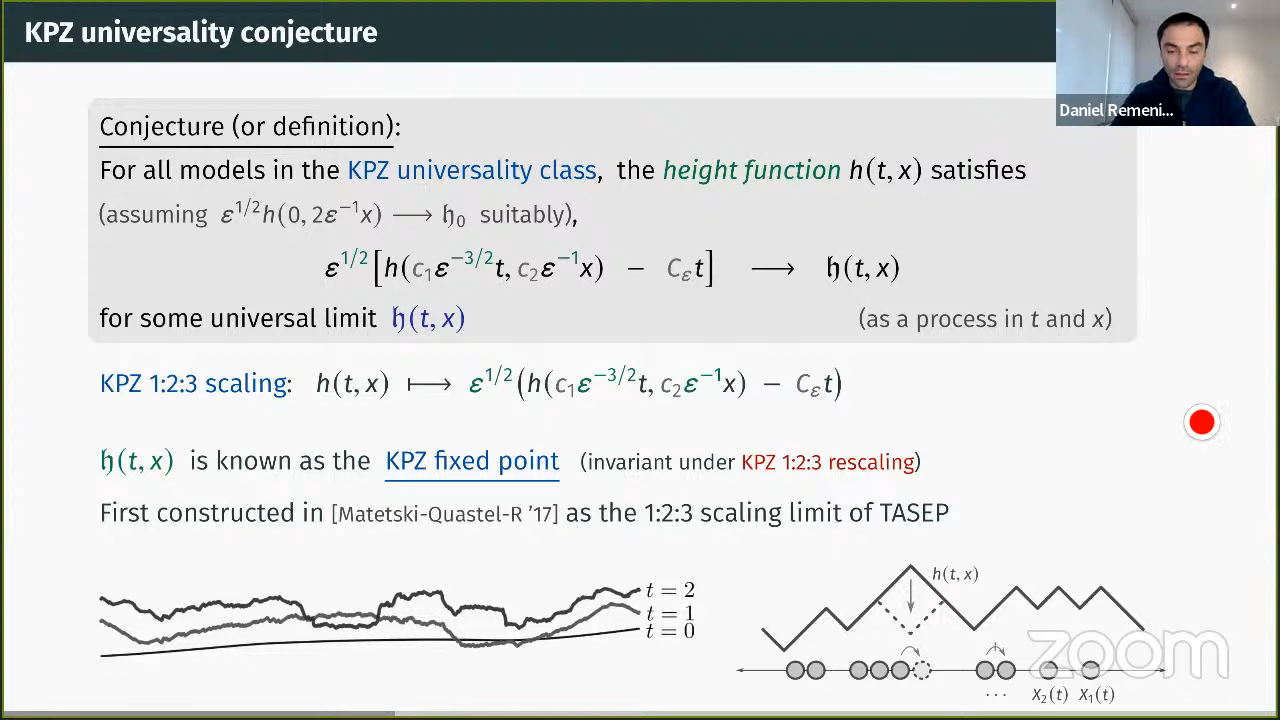 KPZ universality conjecture
Daniel Remeni...
Conjecture (or definition):
For all models in the KPZ universality class, the height function h(t, x) satisfies
(assuming ε^{1/2}h(0, 2ε^{−1}x) ⟶ 𝔥₀ suitably),
ε^{1/2}[h(c₁ε^{−3/2}t, c₂ε^{−1}x) − C_εt] ⟶ 𝔥(t, x)
for some universal limit 𝔥(t, x) (as a process in t and x)
KPZ 1:2:3 scaling: h(t, x) ⟼ ε^{1/2}(h(c₁ε^{−3/2}t, c₂ε^{−1}x) − C_εt)
𝔥(t, x) is known as the KPZ fixed point (invariant under KPZ 1:2:3 rescaling)
First constructed in [Matetski-Quastel-R ’17] as the 1:2:3 scaling limit of TASEP
t = 2
t = 1
t = 0
h(t, x)
zoom
··· X₂(t) X₁(t)